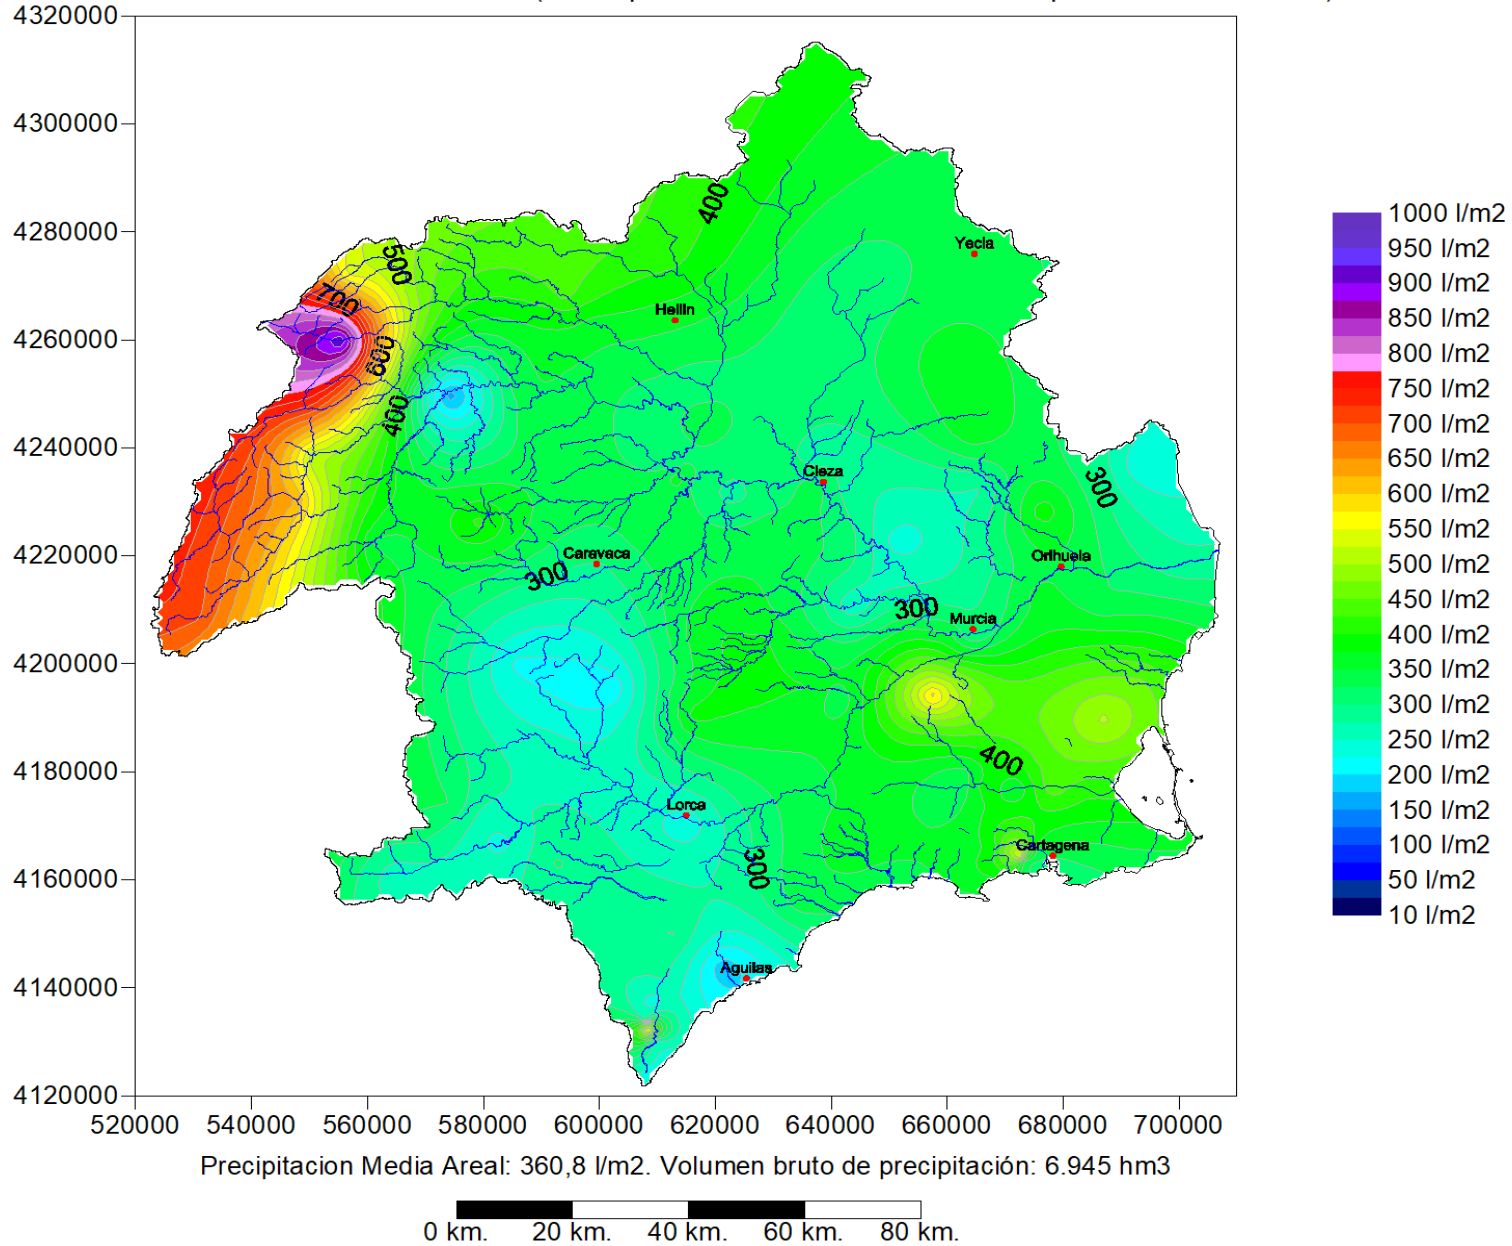 4320000
4300000
4280000
4260000
4240000
4220000
4200000
4180000
4160000
4140000
4120000
520000 540000 560000 580000 600000 620000 640000 660000 680000 700000
400
Yecla
500
700
Hellin
600
400
Cieza
300
Caravaca
300
Orihuela
300
Murcia
400
Lorca
300
Cartagena
Aguilas
1000 l/m2
950 l/m2
900 l/m2
850 l/m2
800 l/m2
750 l/m2
700 l/m2
650 l/m2
600 l/m2
550 l/m2
500 l/m2
450 l/m2
400 l/m2
350 l/m2
300 l/m2
250 l/m2
200 l/m2
150 l/m2
100 l/m2
50 l/m2
10 l/m2
Precipitacion Media Areal: 360,8 l/m2. Volumen bruto de precipitación: 6.945 hm3
0 km. 20 km. 40 km. 60 km. 80 km.